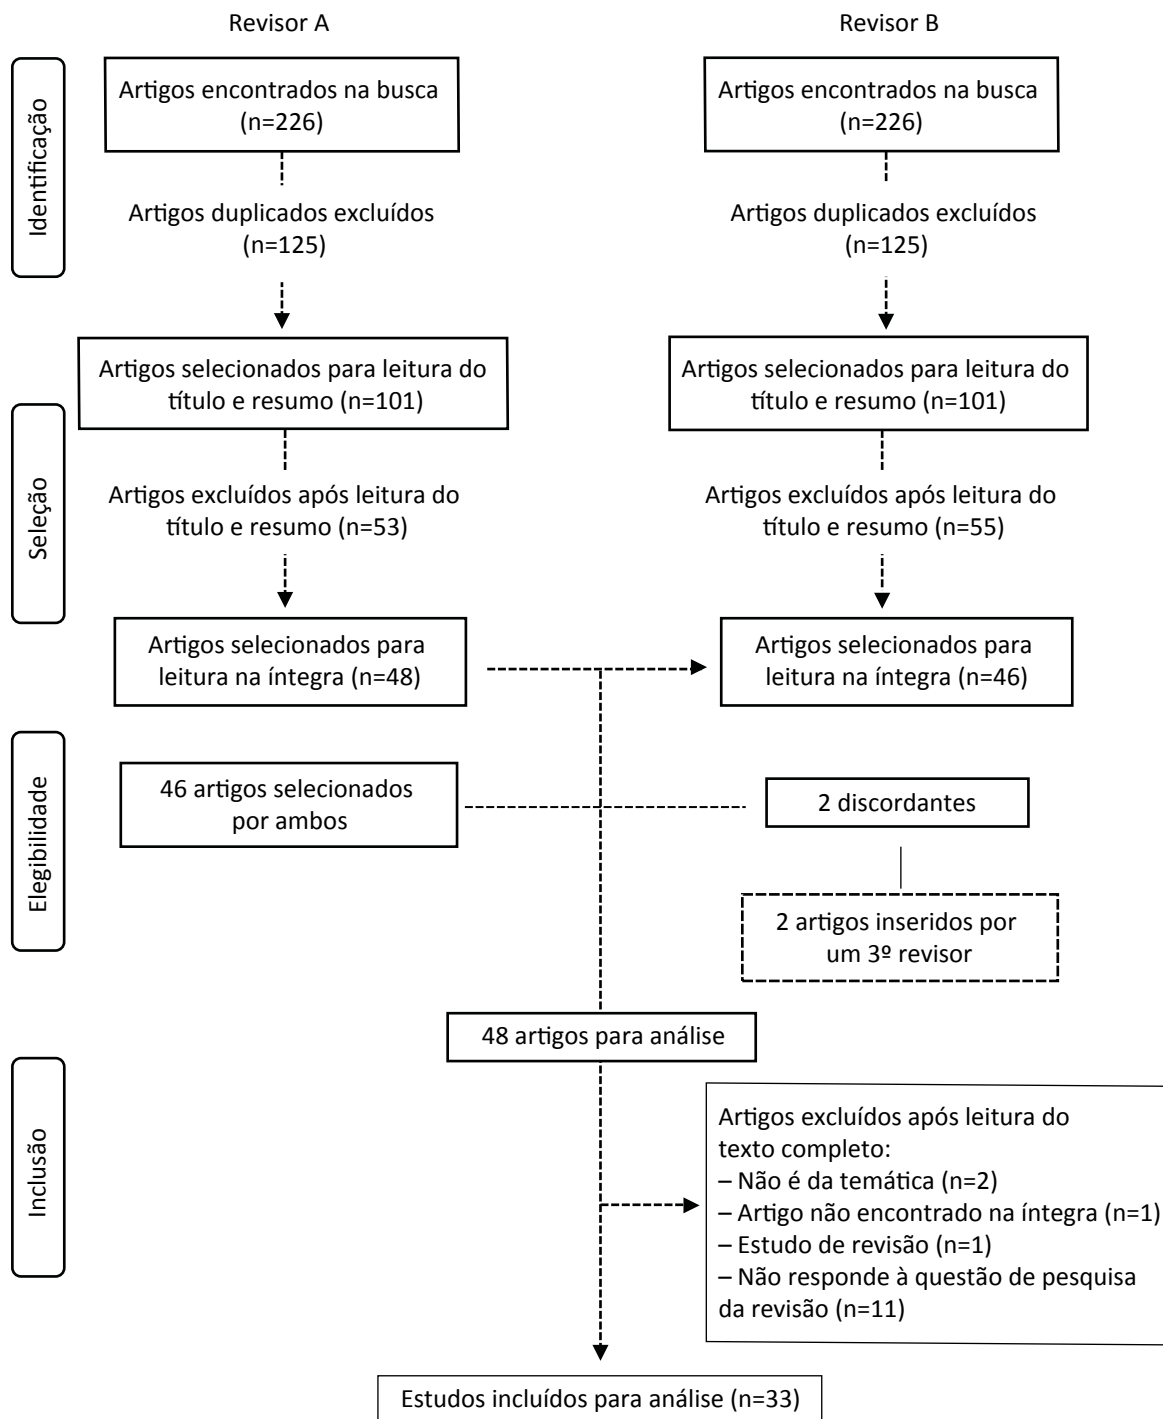 Revisor A
Revisor B
Identificação
Artigos encontrados na busca
(n=226)
Artigos encontrados na busca
(n=226)
Artigos duplicados excluídos
(n=125)
Artigos duplicados excluídos
(n=125)
Seleção
Artigos selecionados para leitura do
título e resumo (n=101)
Artigos selecionados para leitura do
título e resumo (n=101)
Artigos excluídos após leitura do
título e resumo (n=53)
Artigos excluídos após leitura do
título e resumo (n=55)
Artigos selecionados para
leitura na íntegra (n=48)
Artigos selecionados para
leitura na íntegra (n=46)
Elegibilidade
46 artigos selecionados
por ambos
2 discordantes
2 artigos inseridos por
um 3º revisor
48 artigos para análise
Inclusão
Artigos excluídos após leitura do
texto completo:
– Não é da temática (n=2)
– Artigo não encontrado na íntegra (n=1)
– Estudo de revisão (n=1)
– Não responde à questão de pesquisa
da revisão (n=11)
Estudos incluídos para análise (n=33)